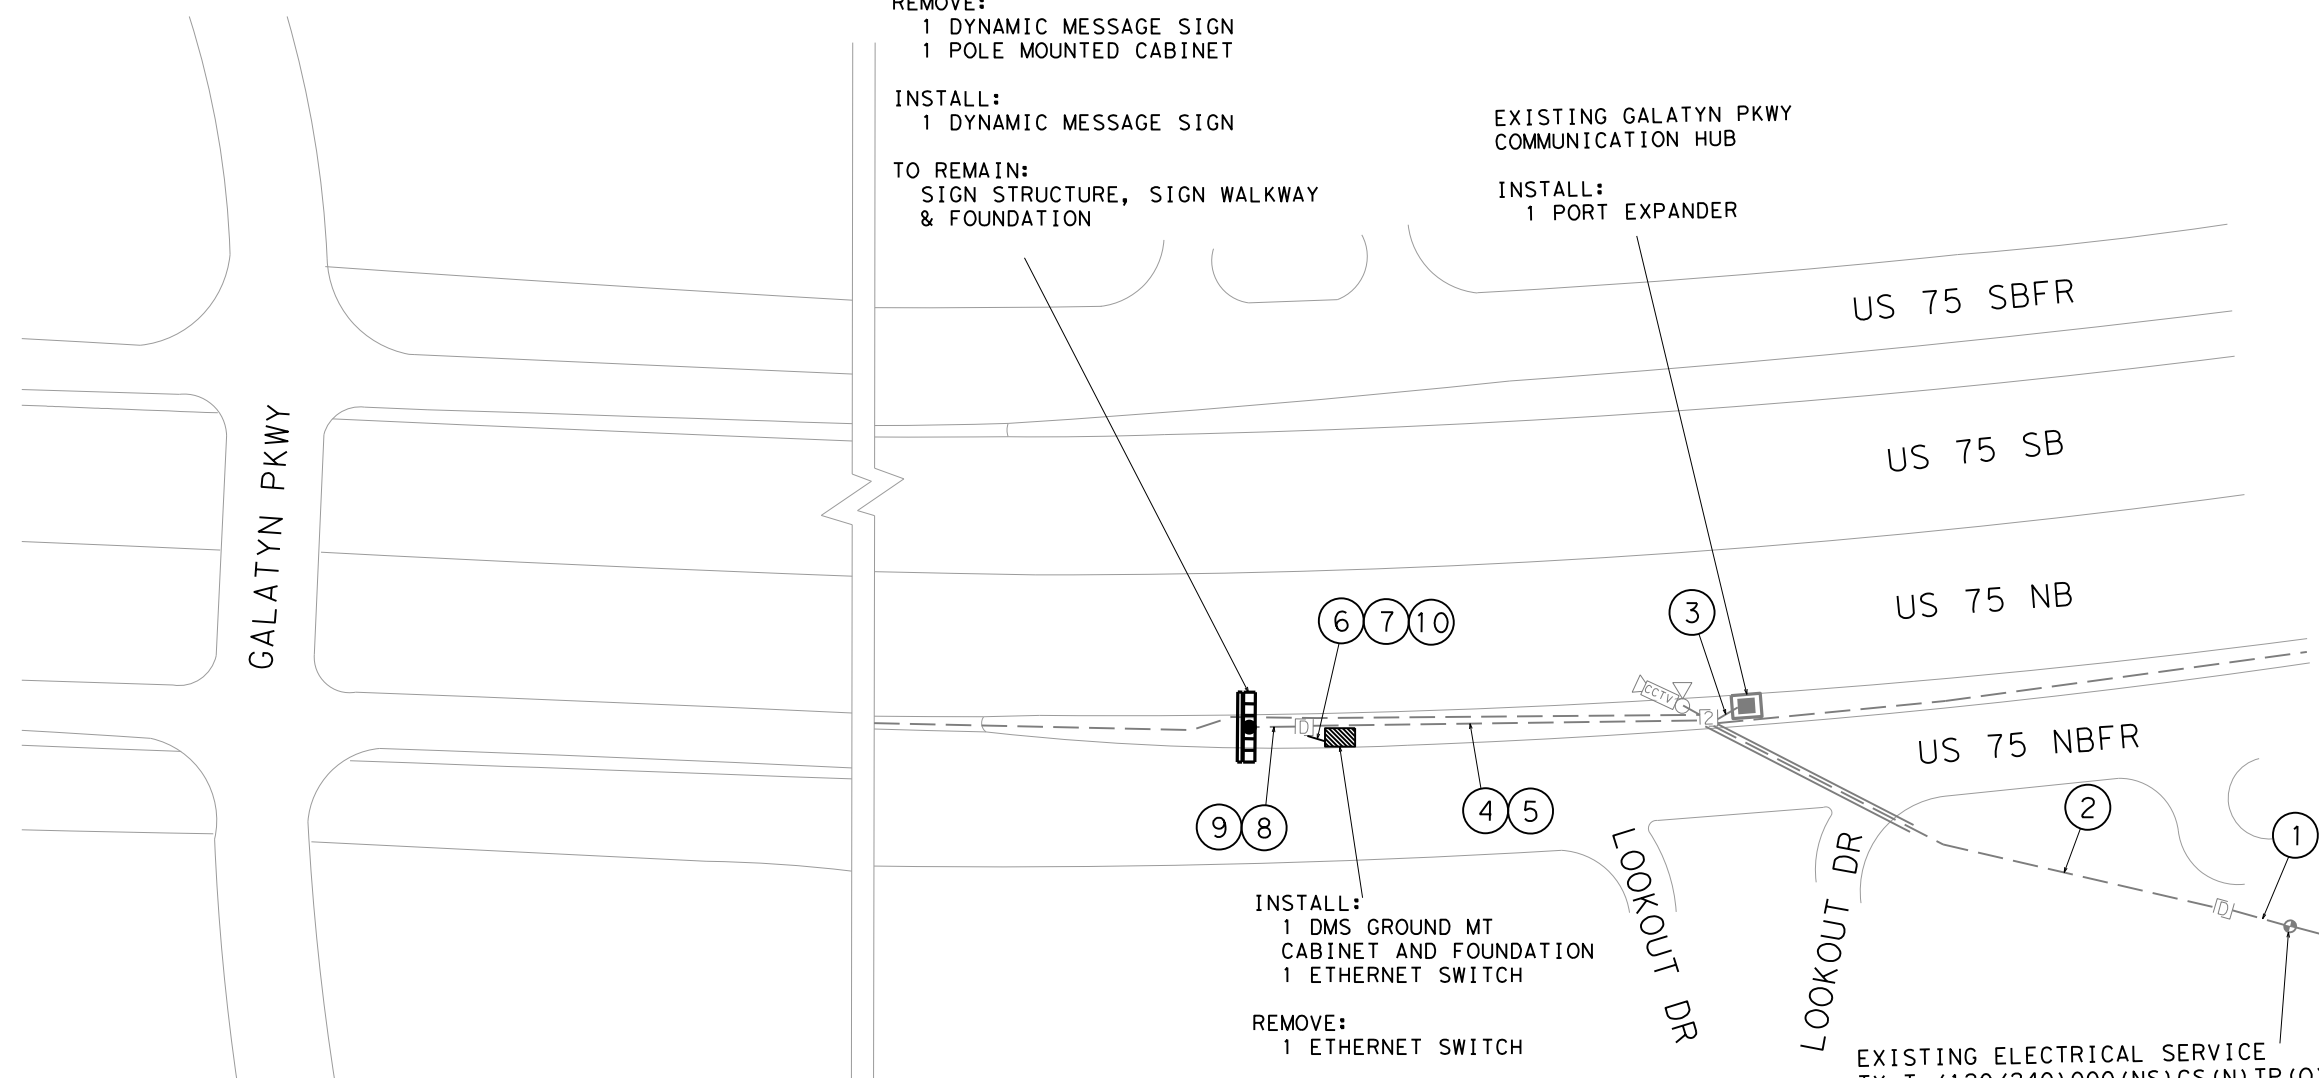 REMOVE:
1 DYNAMIC MESSAGE SIGN
1 POLE MOUNTED CABINET
INSTALL:
1 DYNAMIC MESSAGE SIGN
TO REMAIN:
SIGN STRUCTURE, SIGN WALKWAY
& FOUNDATION
EXISTING GALATYN PKWY
COMMUNICATION HUB
INSTALL:
1 PORT EXPANDER
US 75 SBFR
US 75 SB
US 75 NB
US 75 NBFR
GALATYN PKWY
6 7 10
3
CCTV
2
D
9 8
4 5
2
1
D
LOOKOUT DR
LOOKOUT DR
INSTALL:
1 DMS GROUND MT
CABINET AND FOUNDATION
1 ETHERNET SWITCH
REMOVE:
1 ETHERNET SWITCH
EXISTING ELECTRICAL SERVICE